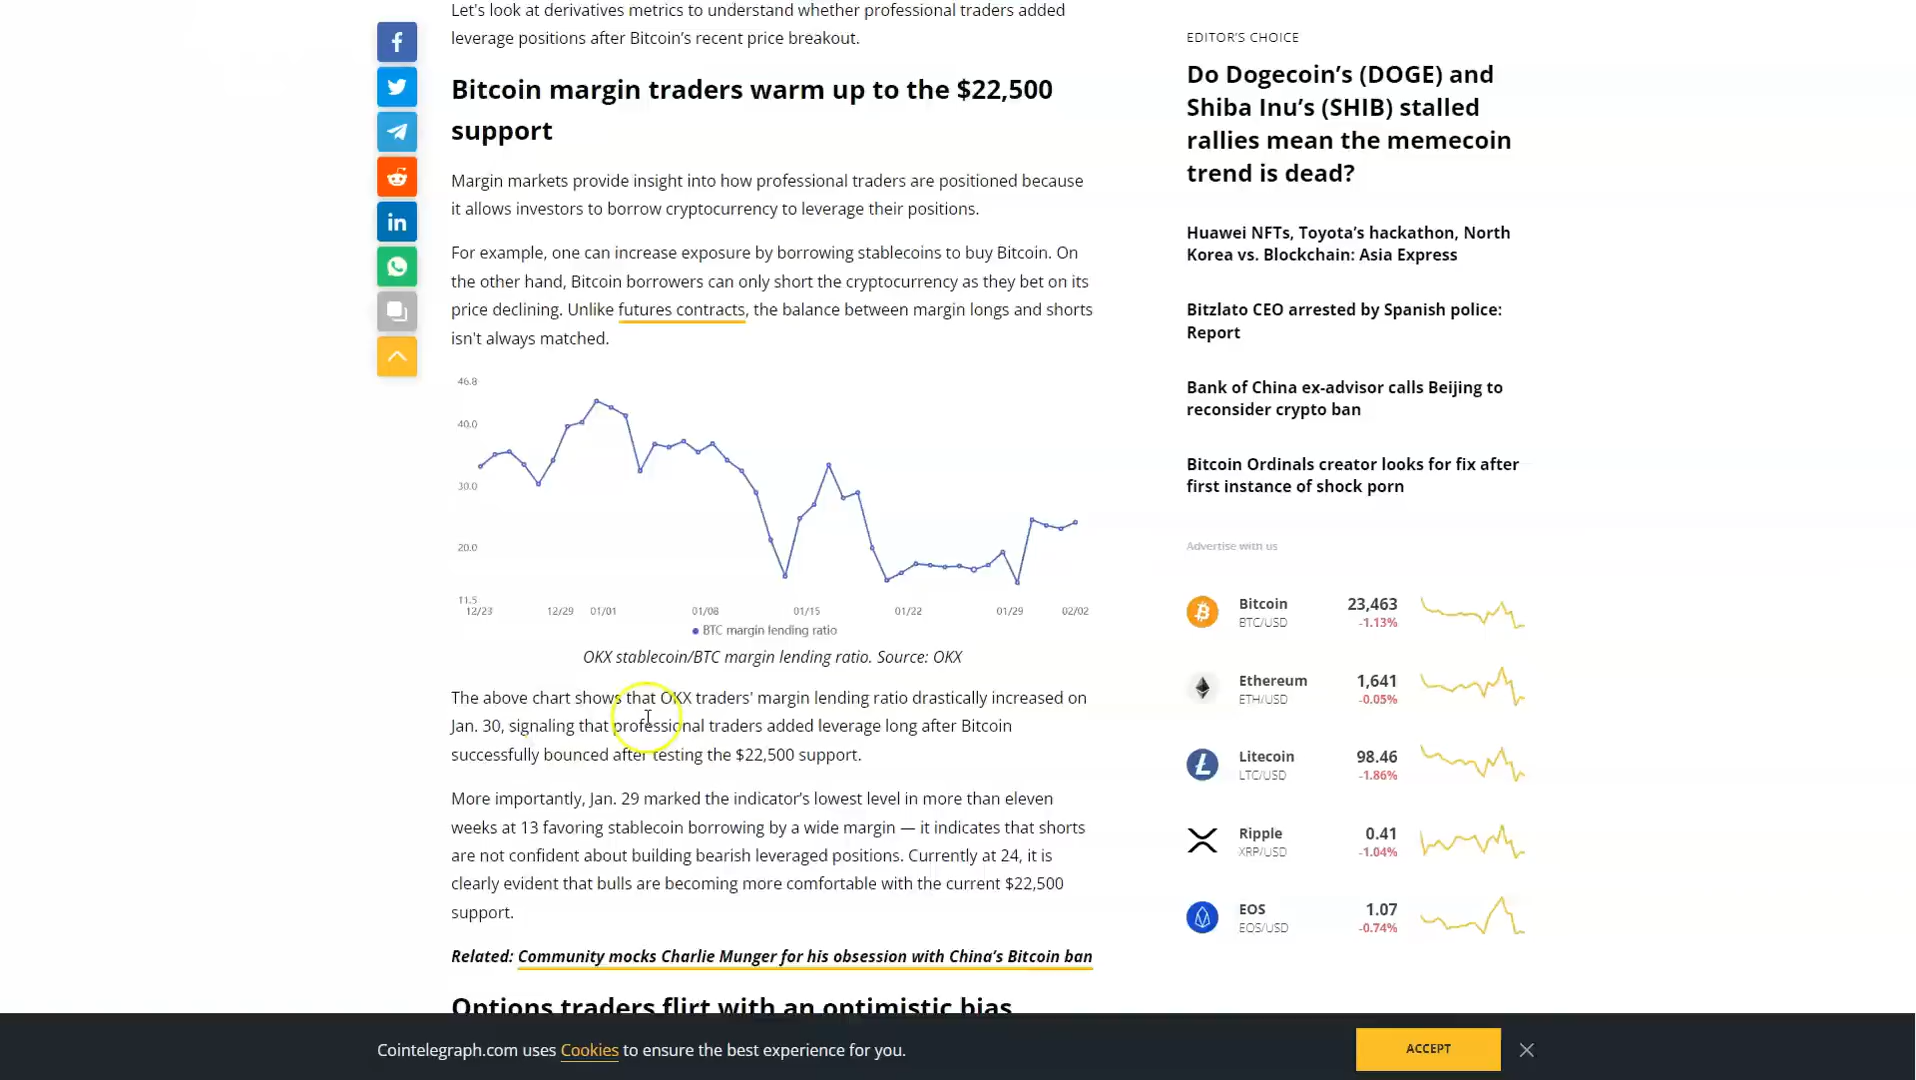 Let's look at derivatives metrics to understand whether professional traders added
leverage positions after Bitcoin's recent price breakout.
Bitcoin margin traders warm up to the $22,500
support
Margin markets provide insight into how professional traders are positioned because
it allows investors to borrow cryptocurrency to leverage their positions.
For example, one can increase exposure by borrowing stablecoins to buy Bitcoin. On
the other hand, Bitcoin borrowers can only short the cryptocurrency as they bet on its
price declining. Unlike futures contracts, the balance between margin longs and shorts
isn't always matched.
46.8
40.0
30.0
20.0
11.5
12/23 12/29 01/01 01/08 01/15 01/22 01/29 02/02
BTC margin lending ratio
OKX stablecoin/BTC margin lending ratio. Source: OKX
The above chart shows that OKX traders' margin lending ratio drastically increased on
Jan. 30, signaling that professional traders added leverage long after Bitcoin
successfully bounced after testing the $22,500 support.
More importantly, Jan. 29 marked the indicator's lowest level in more than eleven
weeks at 13 favoring stablecoin borrowing by a wide margin — it indicates that shorts
are not confident about building bearish leveraged positions. Currently at 24, it is
clearly evident that bulls are becoming more comfortable with the current $22,500
support.
Related: Community mocks Charlie Munger for his obsession with China's Bitcoin ban
Options traders flirt with an optimistic bias
EDITOR'S CHOICE
Do Dogecoin's (DOGE) and
Shiba Inu's (SHIB) stalled
rallies mean the memecoin
trend is dead?
Huawei NFTs, Toyota's hackathon, North
Korea vs. Blockchain: Asia Express
Bitzlato CEO arrested by Spanish police:
Report
Bank of China ex-advisor calls Beijing to
reconsider crypto ban
Bitcoin Ordinals creator looks for fix after
first instance of shock porn
Advertise with us
Bitcoin 23,463
BTC/USD -1.13%
Ethereum 1,641
ETH/USD -0.05%
Litecoin 98.46
LTC/USD -1.86%
Ripple 0.41
XRP/USD -1.04%
EOS 1.07
EOS/USD -0.74%
Cointelegraph.com uses Cookies to ensure the best experience for you.
ACCEPT